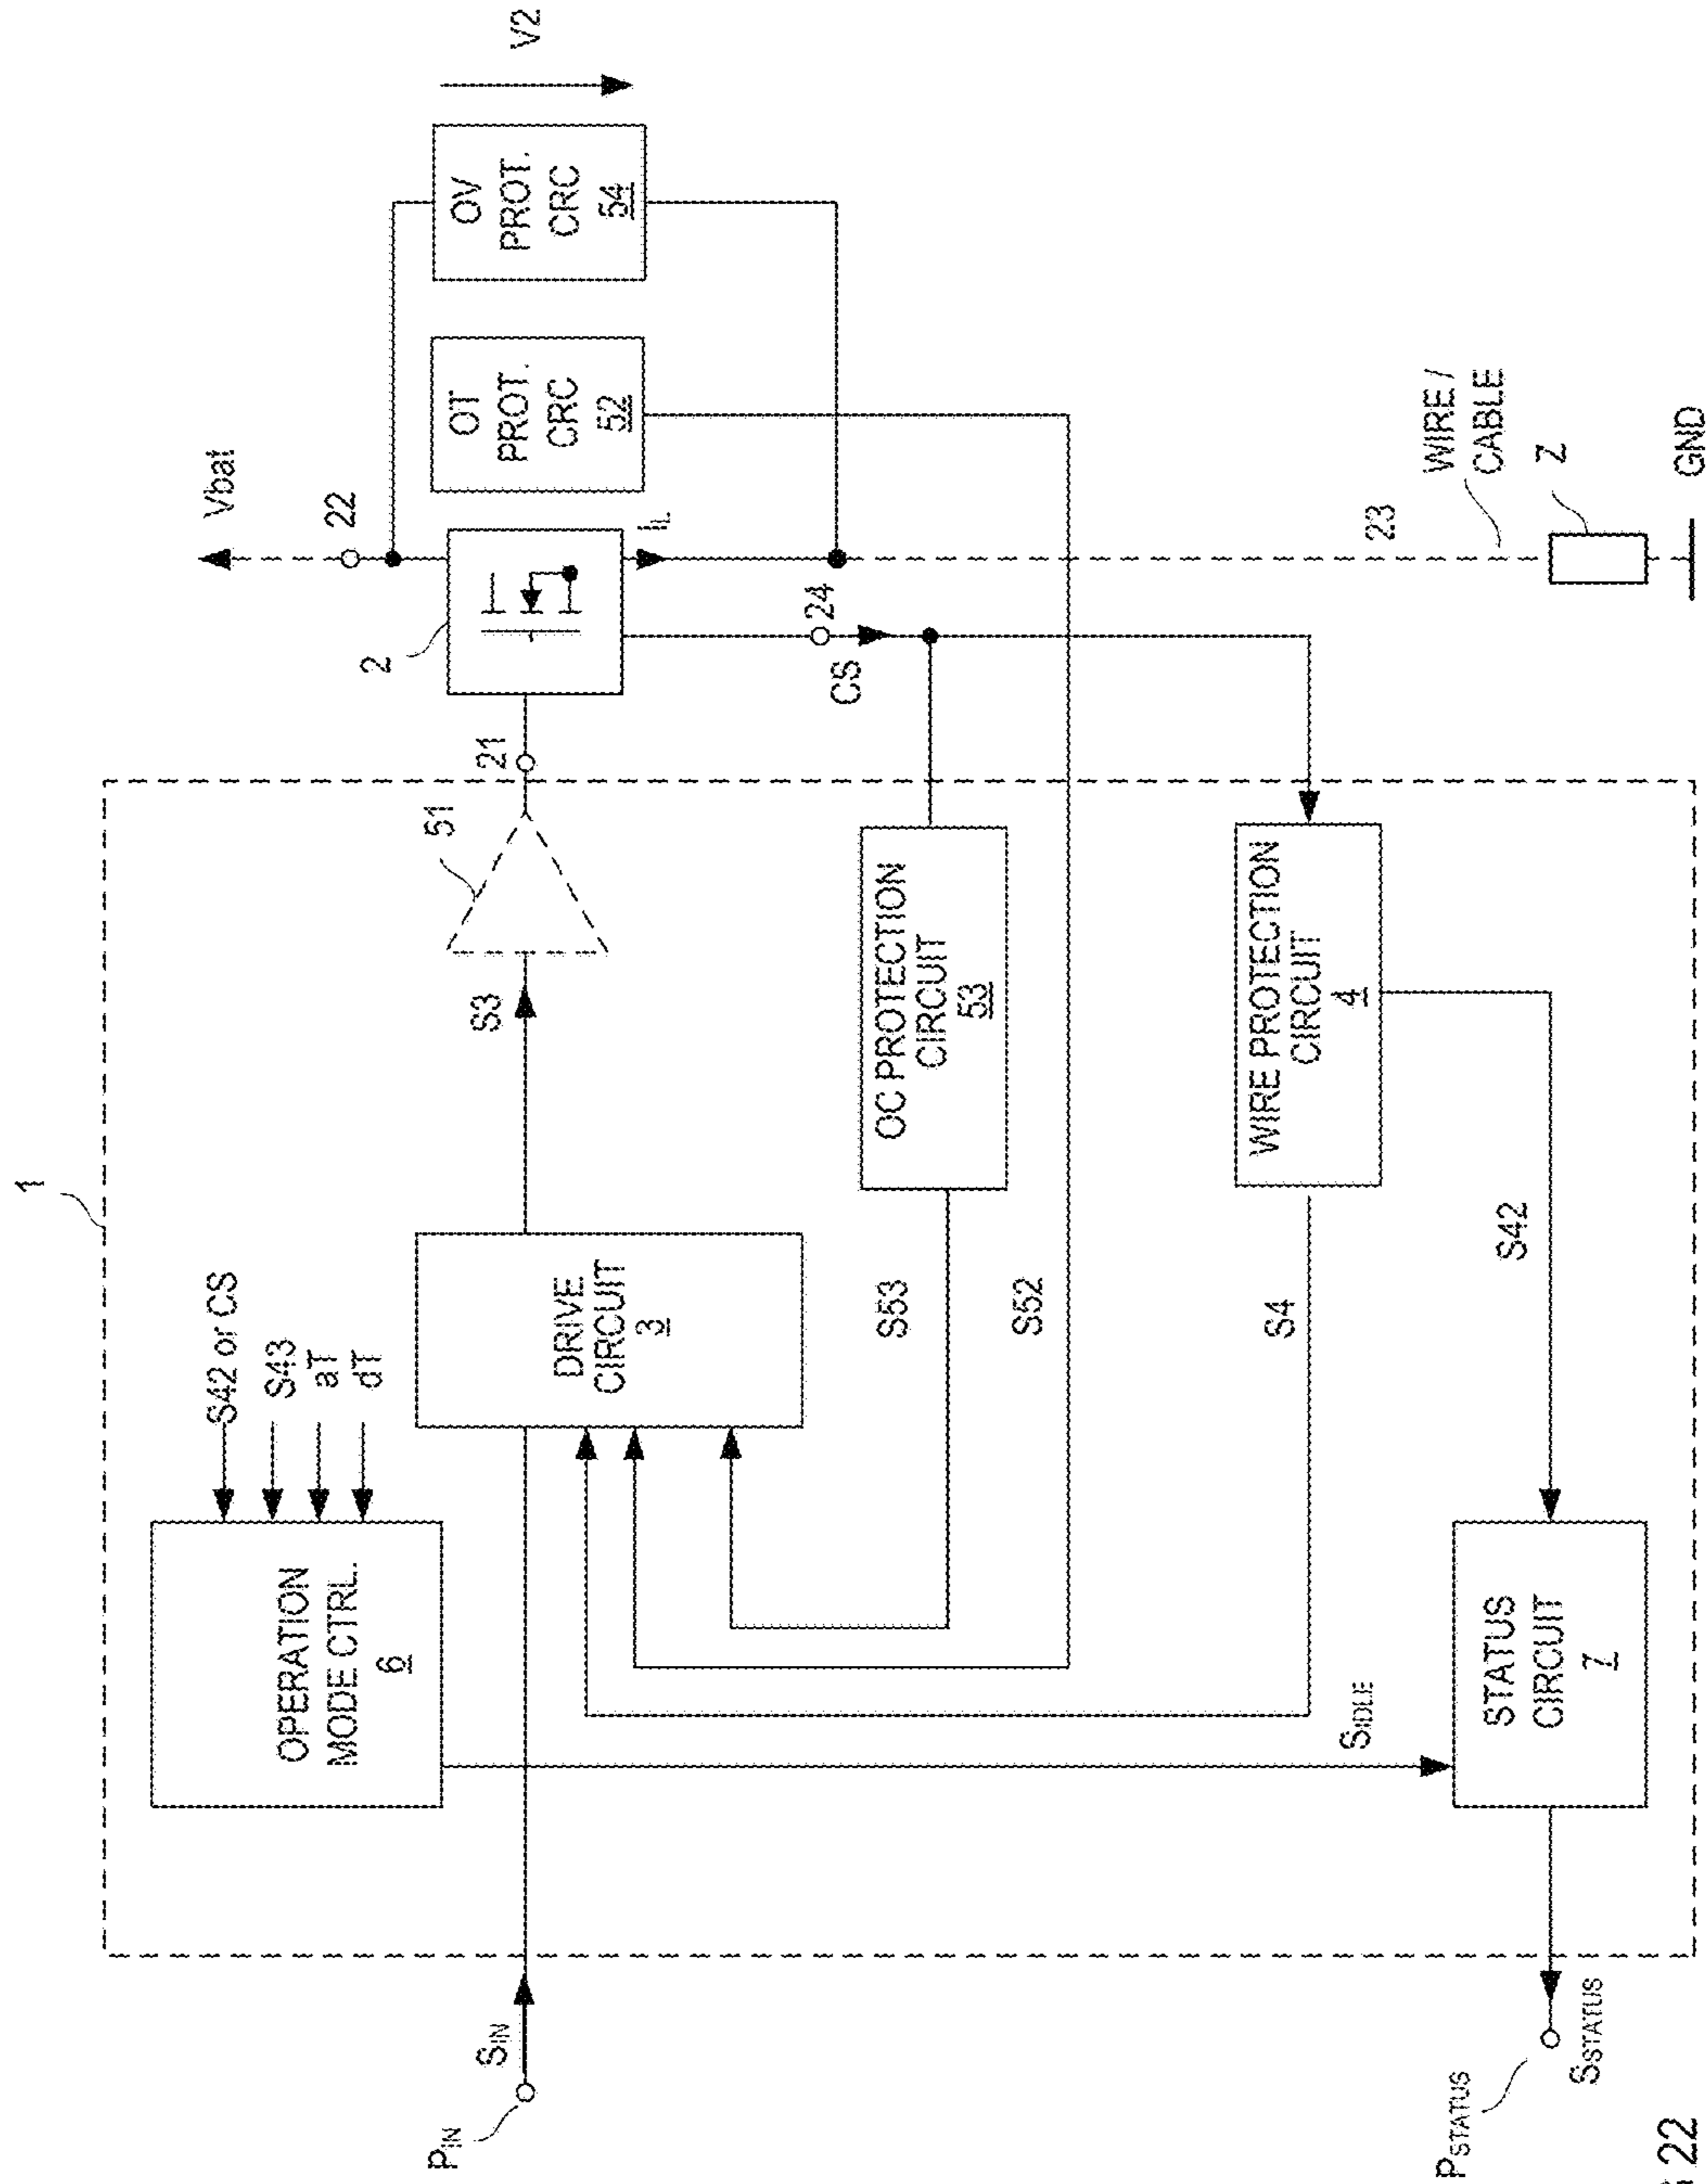 1
OPERATION
MODE CTRL.
6
S42 or CS
S43
aT
dT
Vbat
22
V2
PIN
SIN
DRIVE
CIRCUIT
3
S3
51
21
2
IL
OT
PROT.
CRC
52
OV
PROT.
CRC
54
24
CS
OC PROTECTION
CIRCUIT
53
S53
S52
WIRE PROTECTION
CIRCUIT
4
S4
S42
SIDLE
STATUS
CIRCUIT
7
PSTATUS
SSTATUS
23
WIRE /
CABLE
Z
GND
22